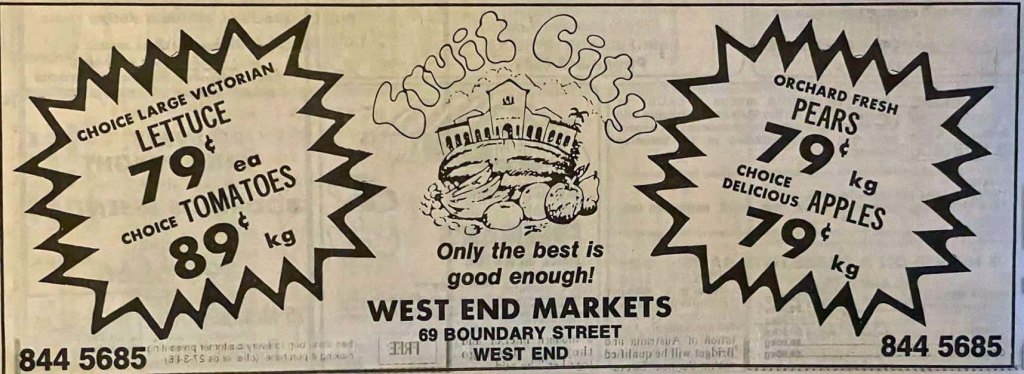 CHOICE LARGE VICTORIAN
LETTUCE
79¢ ea
CHOICE TOMATOES
89¢ kg
844 5685
Fruit City
Only the best is
good enough!
WEST END MARKETS
69 BOUNDARY STREET
WEST END
ORCHARD FRESH
PEARS
79¢ kg
CHOICE
DELICIOUS APPLES
79¢ kg
844 5685
FREE